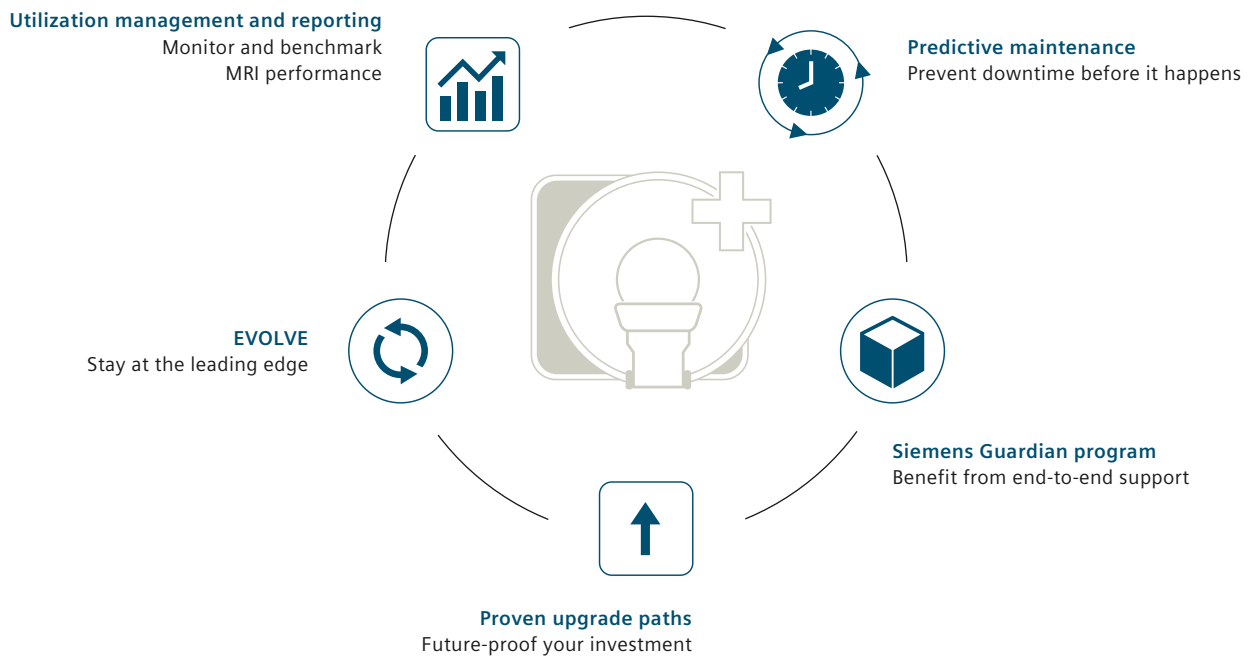 Utilization management and reporting
Monitor and benchmark
MRI performance
Predictive maintenance
Prevent downtime before it happens
EVOLVE
Stay at the leading edge
Siemens Guardian program
Benefit from end-to-end support
Proven upgrade paths
Future-proof your investment